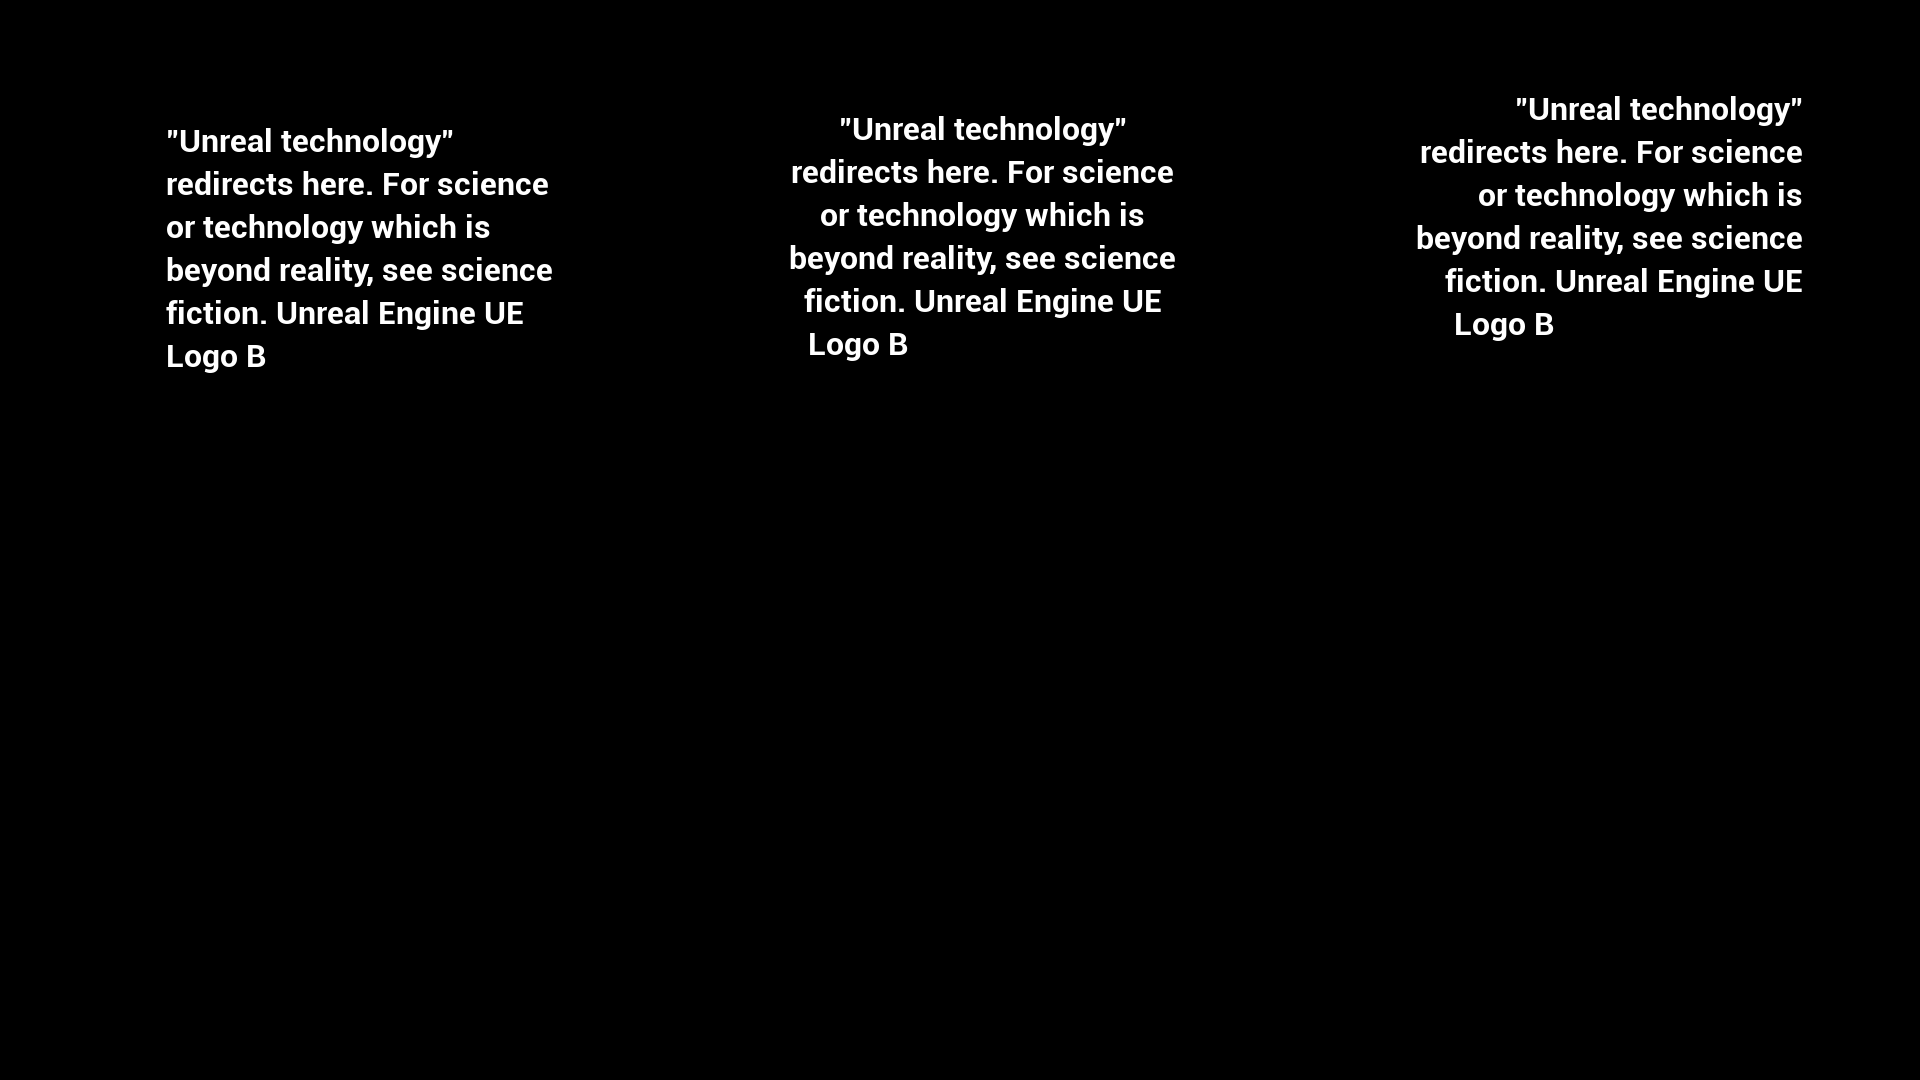 "Unreal technology"
redirects here. For science
or technology which is
beyond reality, see science
fiction. Unreal Engine UE
Logo B
"Unreal technology"
redirects here. For science
or technology which is
beyond reality, see science
fiction. Unreal Engine UE
Logo B
"Unreal technology"
redirects here. For science
or technology which is
beyond reality, see science
fiction. Unreal Engine UE
Logo B